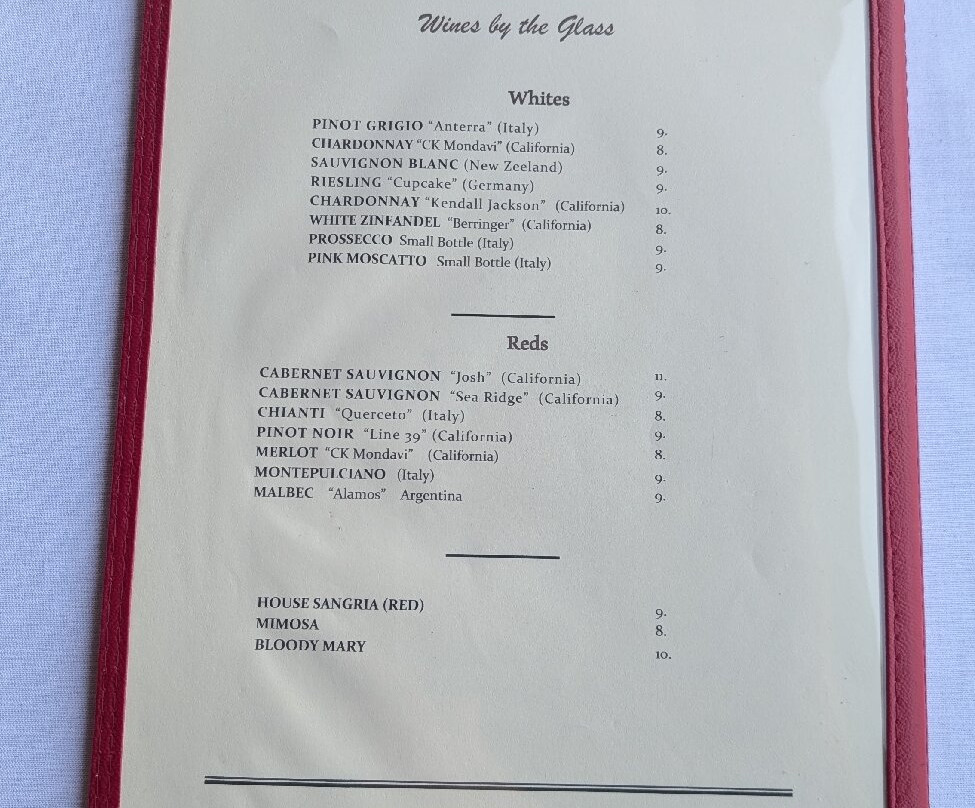 Wines by the Glass
Whites
PINOT GRIGIO “Anterra” (Italy) 9.
CHARDONNAY “CK Mondavi” (California) 8.
SAUVIGNON BLANC (New Zeeland) 9.
RIESLING “Cupcake” (Germany) 9.
CHARDONNAY “Kendall Jackson” (California) 10.
WHITE ZINFANDEL “Berringer” (California) 8.
PROSSECCO Small Bottle (Italy) 9.
PINK MOSCATTO Small Bottle (Italy) 9.
Reds
CABERNET SAUVIGNON “Josh” (California) 11.
CABERNET SAUVIGNON “Sea Ridge” (California) 9.
CHIANTI “Querceto” (Italy) 8.
PINOT NOIR “Line 39” (California) 9.
MERLOT “CK Mondavi” (California) 8.
MONTEPULCIANO (Italy) 9.
MALBEC “Alamos” Argentina 9.
HOUSE SANGRIA (RED) 9.
MIMOSA 8.
BLOODY MARY 10.